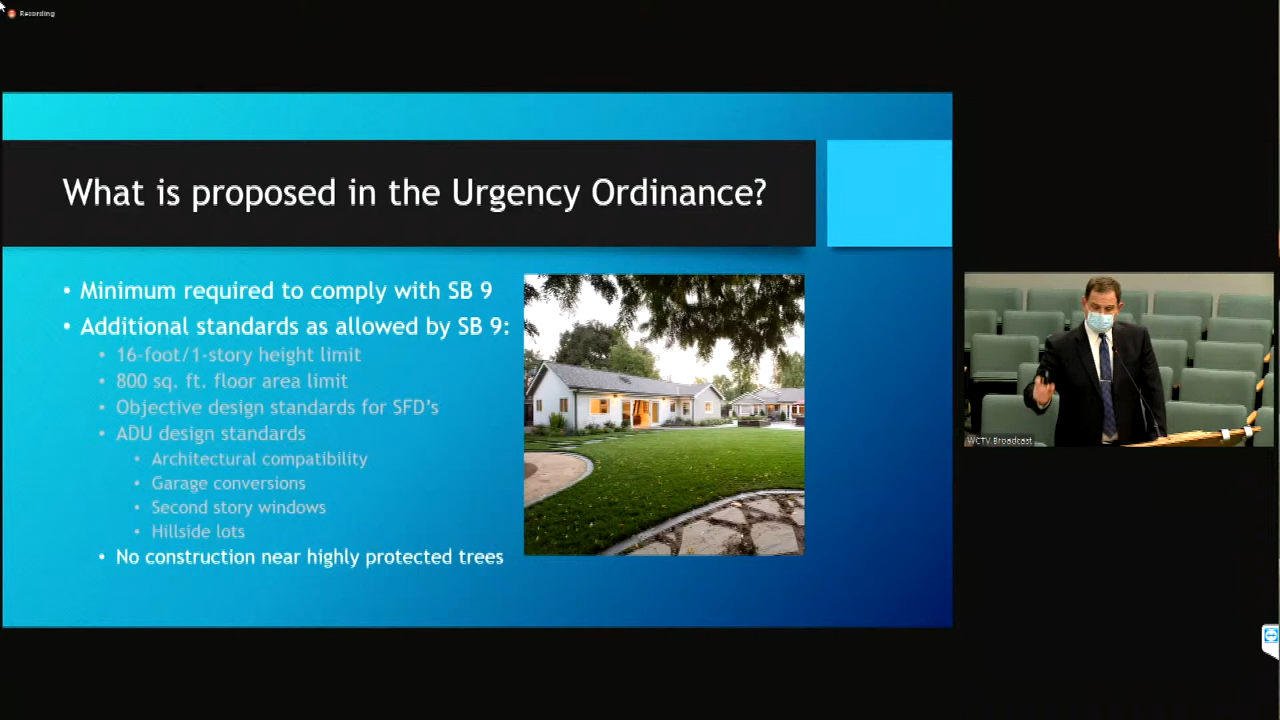 Recording
What is proposed in the Urgency Ordinance?
• Minimum required to comply with SB 9
• Additional standards as allowed by SB 9:
• 16-foot/1-story height limit
• 800 sq. ft. floor area limit
• Objective design standards for SFD's
• ADU design standards
• Architectural compatibility
• Garage conversions
• Second story windows
• Hillside lots
• No construction near highly protected trees
WCTV Broadcast